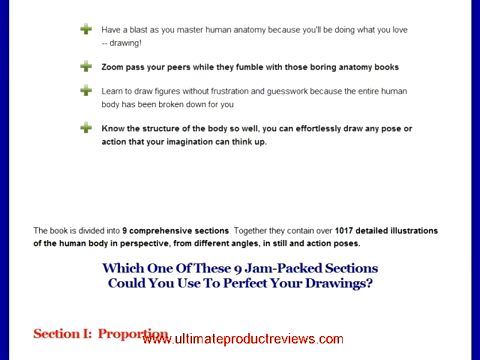 Have a blast as you master human anatomy because you'll be doing what you love
-- drawing!
Zoom pass your peers while they fumble with those boring anatomy books
Learn to draw figures without frustration and guesswork because the entire human
body has been broken down for you
Know the structure of the body so well, you can effortlessly draw any pose or
action that your imagination can think up.
The book is divided into 9 comprehensive sections. Together they contain over 1017 detailed illustrations
of the human body in perspective, from different angles, in still and action poses.
Which One Of These 9 Jam-Packed Sections
Could You Use To Perfect Your Drawings?
Section I: Proportion
www.ultimateproductreviews.com